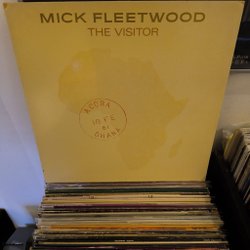 MICK FLEETWOOD
THE VISITOR
ACCRA
GHANA